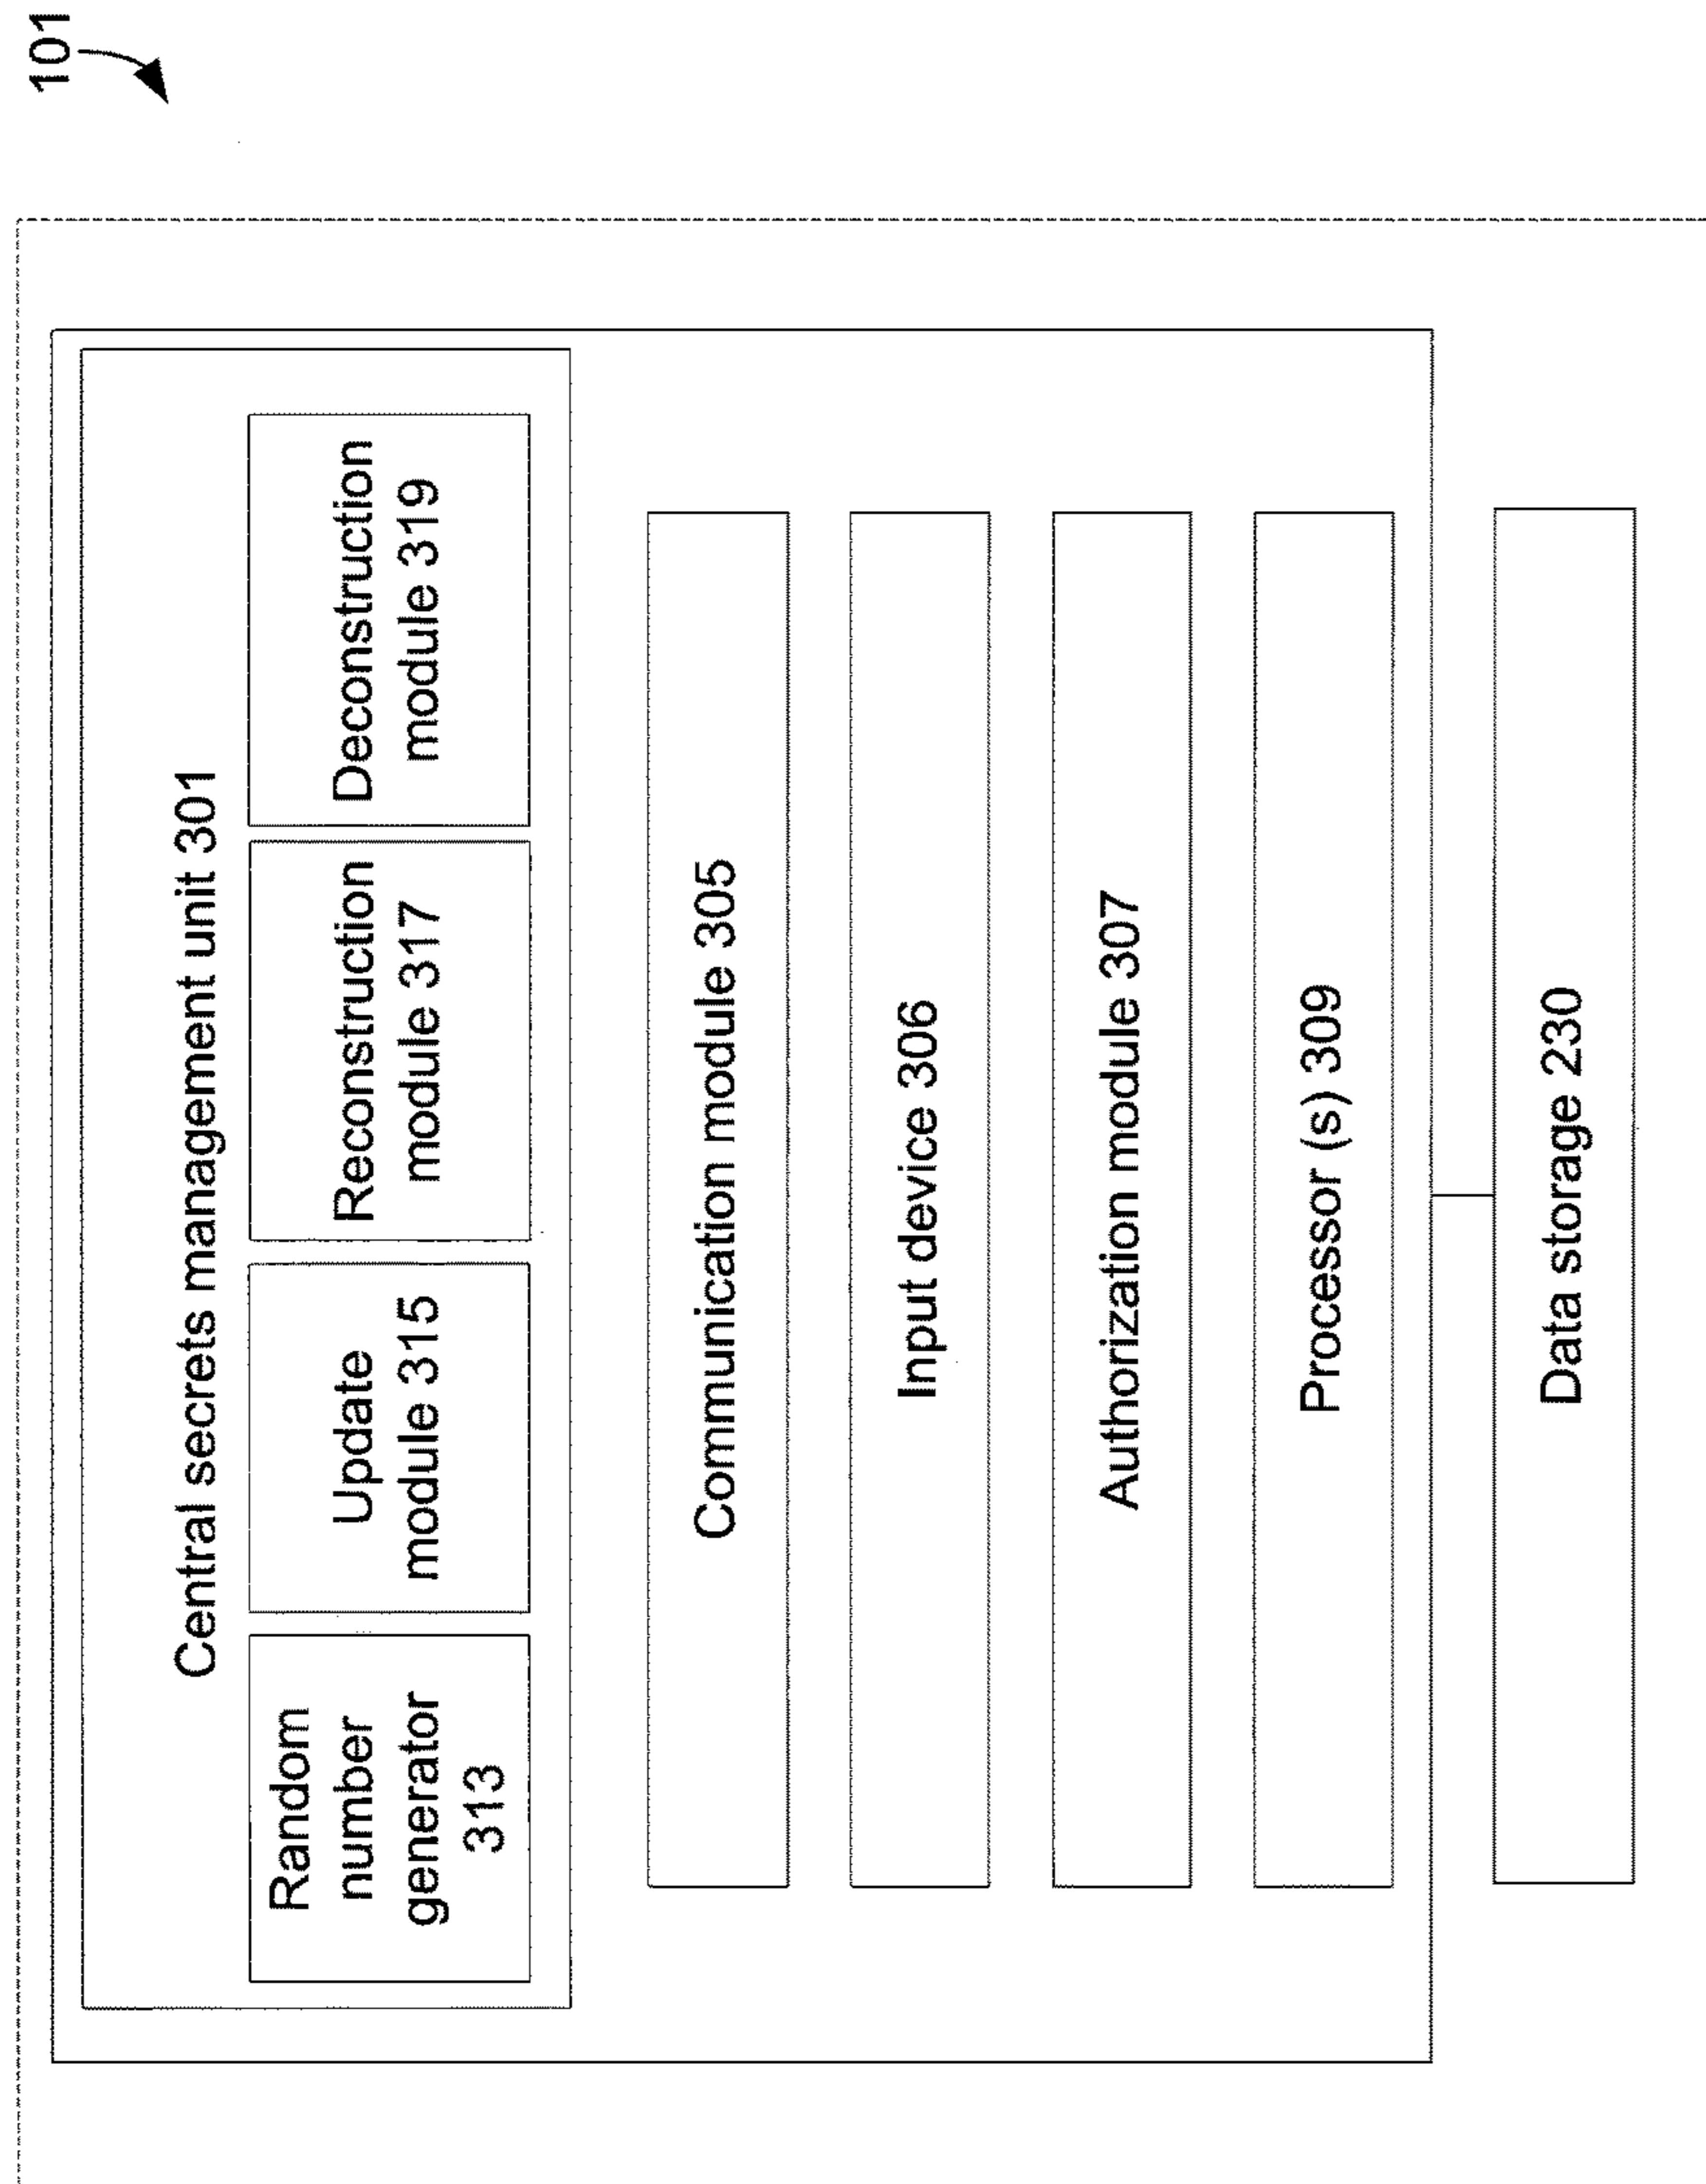 101
Central secrets management unit 301
Random
number
generator
313
Update
module 315
Reconstruction
module 317
Deconstruction
module 319
Communication module 305
Input device 306
Authorization module 307
Processor (s) 309
Data storage 230